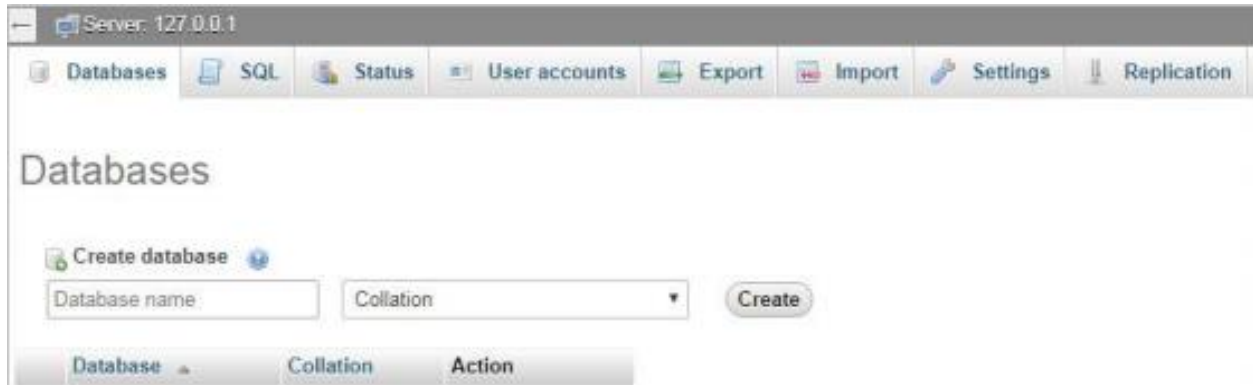 Server: 127.0.0.1
Databases SQL Status User accounts Export Import Settings Replication
Databases
Create database
Database name Collation Create
Database Collation Action